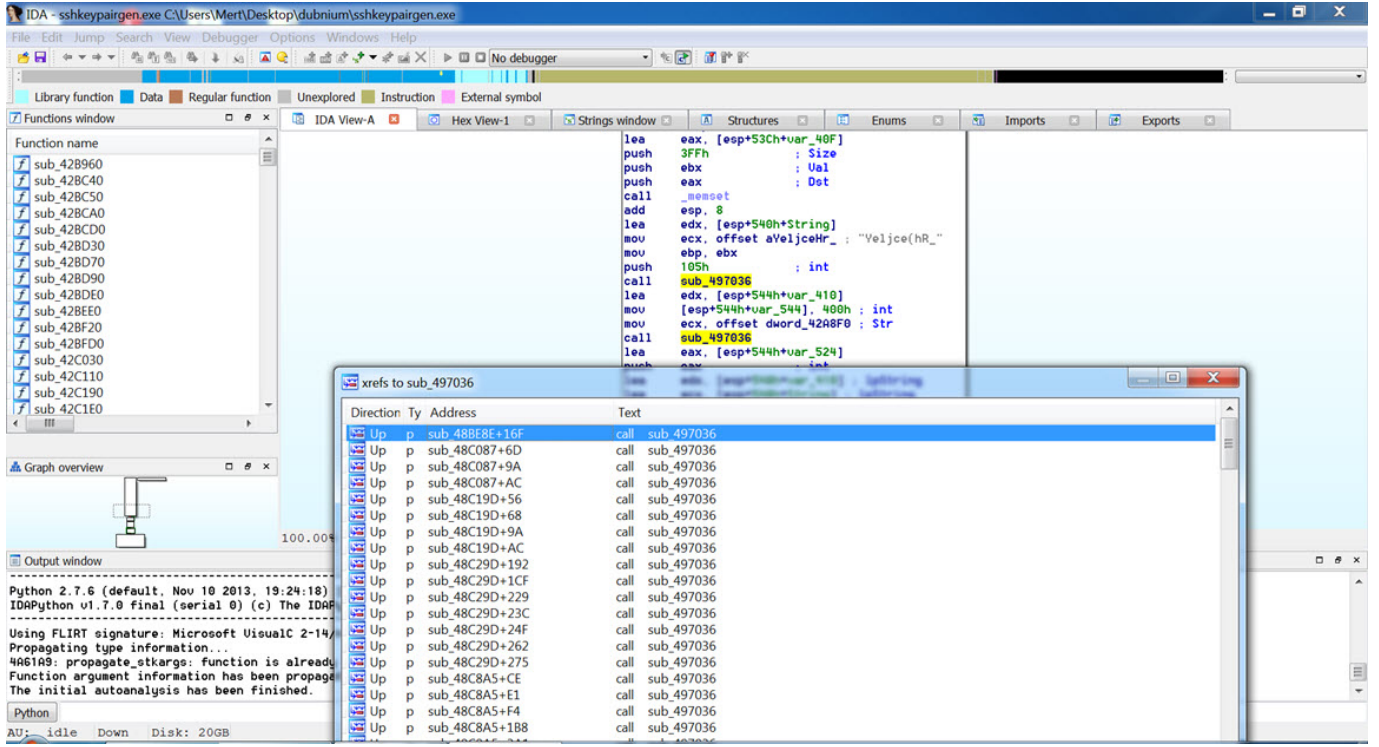 IDA - sshkeypairgen.exe C:\Users\Mert\Desktop\dubnium\sshkeypairgen.exe
File Edit Jump Search View Debugger Options Windows Help
No debugger
Library function Data Regular function Unexplored Instruction External symbol
Functions window
IDA View-A Hex View-1 Strings window Structures Enums Imports Exports
Function name
sub_42B960
sub_42BC40
sub_42BC50
sub_42BCA0
sub_42BCD0
sub_42BD30
sub_42BD70
sub_42BD90
sub_42BDE0
sub_42BEE0
sub_42BF20
sub_42BFD0
sub_42C030
sub_42C110
sub_42C190
sub_42C1E0
lea eax, [esp+53Ch+var_40F]
push 3FFh ; Size
push ebx ; Val
push eax ; Dst
call _memset
add esp, 8
lea edx, [esp+540h+String]
mov ecx, offset aYeljceHr_ ; "Yeljce(hR_"
mov ebp, ebx
push 105h ; int
call sub_497036
lea edx, [esp+544h+var_410]
mov [esp+544h+var_544], 400h ; int
mov ecx, offset dword_42A8F0 ; Str
call sub_497036
lea eax, [esp+544h+var_524]
push eax ; int
Graph overview
100.00%
xrefs to sub_497036
Direction Ty Address Text
Up p sub_48BE8E+16F call sub_497036
Up p sub_48C087+6D call sub_497036
Up p sub_48C087+9A call sub_497036
Up p sub_48C087+AC call sub_497036
Up p sub_48C19D+56 call sub_497036
Up p sub_48C19D+68 call sub_497036
Up p sub_48C19D+9A call sub_497036
Up p sub_48C19D+AC call sub_497036
Up p sub_48C29D+192 call sub_497036
Up p sub_48C29D+1CF call sub_497036
Up p sub_48C29D+229 call sub_497036
Up p sub_48C29D+23C call sub_497036
Up p sub_48C29D+24F call sub_497036
Up p sub_48C29D+262 call sub_497036
Up p sub_48C29D+275 call sub_497036
Up p sub_48C8A5+CE call sub_497036
Up p sub_48C8A5+E1 call sub_497036
Up p sub_48C8A5+F4 call sub_497036
Up p sub_48C8A5+1B8 call sub_497036
Output window
Python 2.7.6 (default, Nov 10 2013, 19:24:18)
IDAPython v1.7.0 final (serial 0) (c) The
Using FLIRT signature: Microsoft VisualC 2-14/
Propagating type information...
4A61A9: propagate_stkargs: function is already
Function argument information has been
The initial autoanalysis has been finished.
Python
AU: idle Down Disk: 20GB